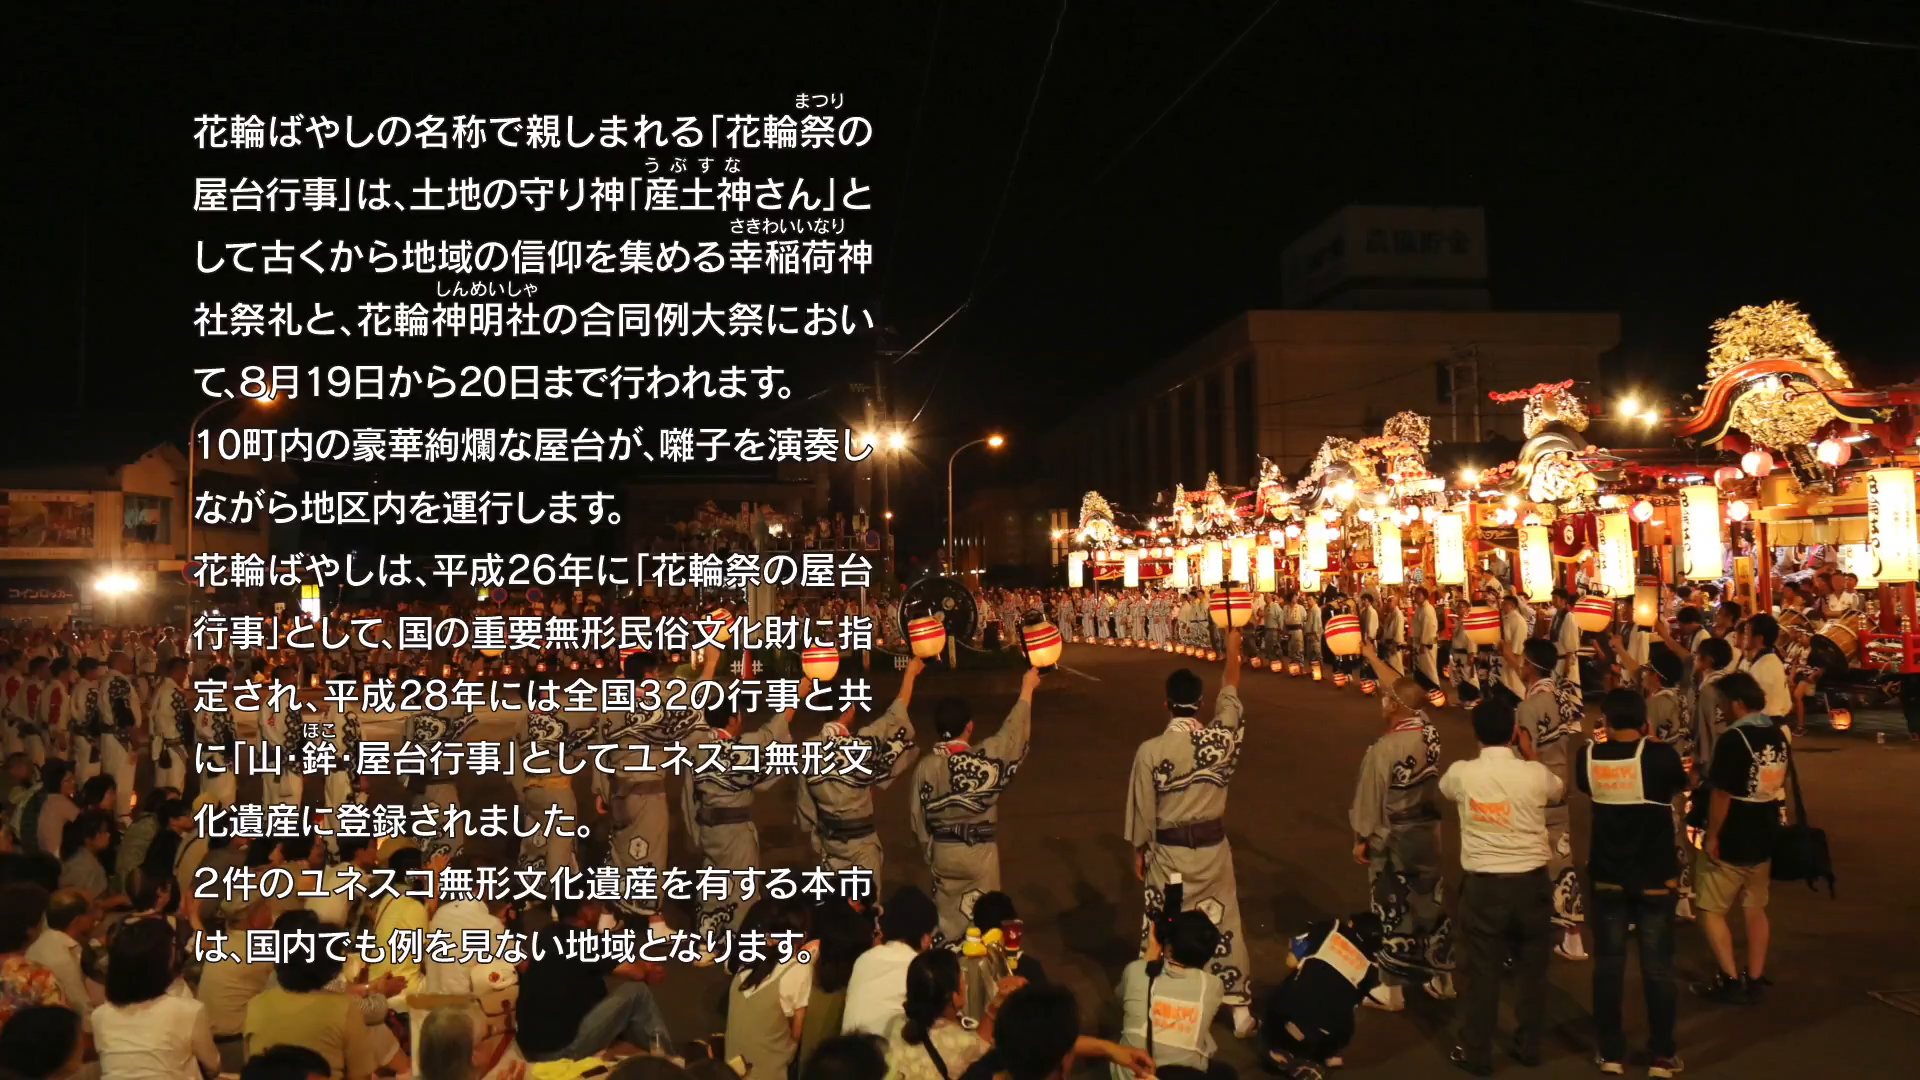 花輪ばやしの名称で親しまれる「花輪祭の
屋台行事」は、土地の守り神「産土神さん」と
して古くから地域の信仰を集める幸稲荷神
社祭礼と、花輪神明社の合同例大祭におい
て、8月19日から20日まで行われます。
10町内の豪華絢爛な屋台が、囃子を演奏し
ながら地区内を運行します。
花輪ばやしは、平成26年に「花輪祭の屋台
行事」として、国の重要無形民俗文化財に指
定され、平成28年には全国32の行事と共
に「山・鉾・屋台行事」としてユネスコ無形文
化遺産に登録されました。
2件のユネスコ無形文化遺産を有する本市
は、国内でも例を見ない地域となります。
まつり
うぶすな
さきわいいなり
しんめいしゃ
ほこ
コインロッカー